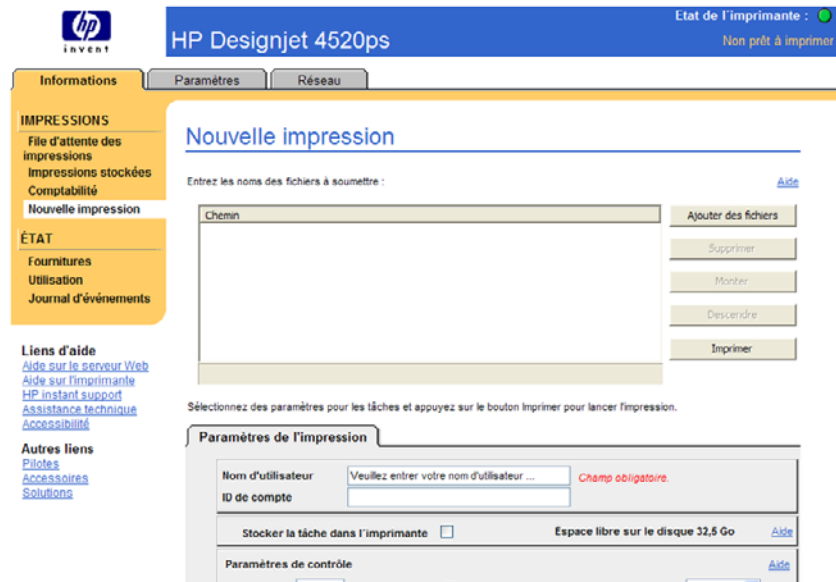 hp
invent
HP Designjet 4520ps
Etat de l'imprimante :
Non prêt à imprimer
Informations
Paramètres
Réseau
IMPRESSIONS
File d'attente des
impressions
Impressions stockées
Comptabilité
Nouvelle impression
ÉTAT
Fournitures
Utilisation
Journal d'événements
Liens d'aide
Aide sur le serveur Web
Aide sur l'imprimante
HP instant support
Assistance technique
Accessibilité
Autres liens
Pilotes
Accessoires
Solutions
Nouvelle impression
Entrez les noms des fichiers à soumettre :
Aide
Chemin
Ajouter des fichiers
Supprimer
Monter
Descendre
Imprimer
Sélectionnez des paramètres pour les tâches et appuyez sur le bouton Imprimer pour lancer l'impression.
Paramètres de l'impression
Nom d'utilisateur
Veuillez entrer votre nom d'utilisateur ...
Champ obligatoire.
ID de compte
Stocker la tâche dans l'imprimante
Espace libre sur le disque 32,5 Go
Aide
Paramètres de contrôle
Aide